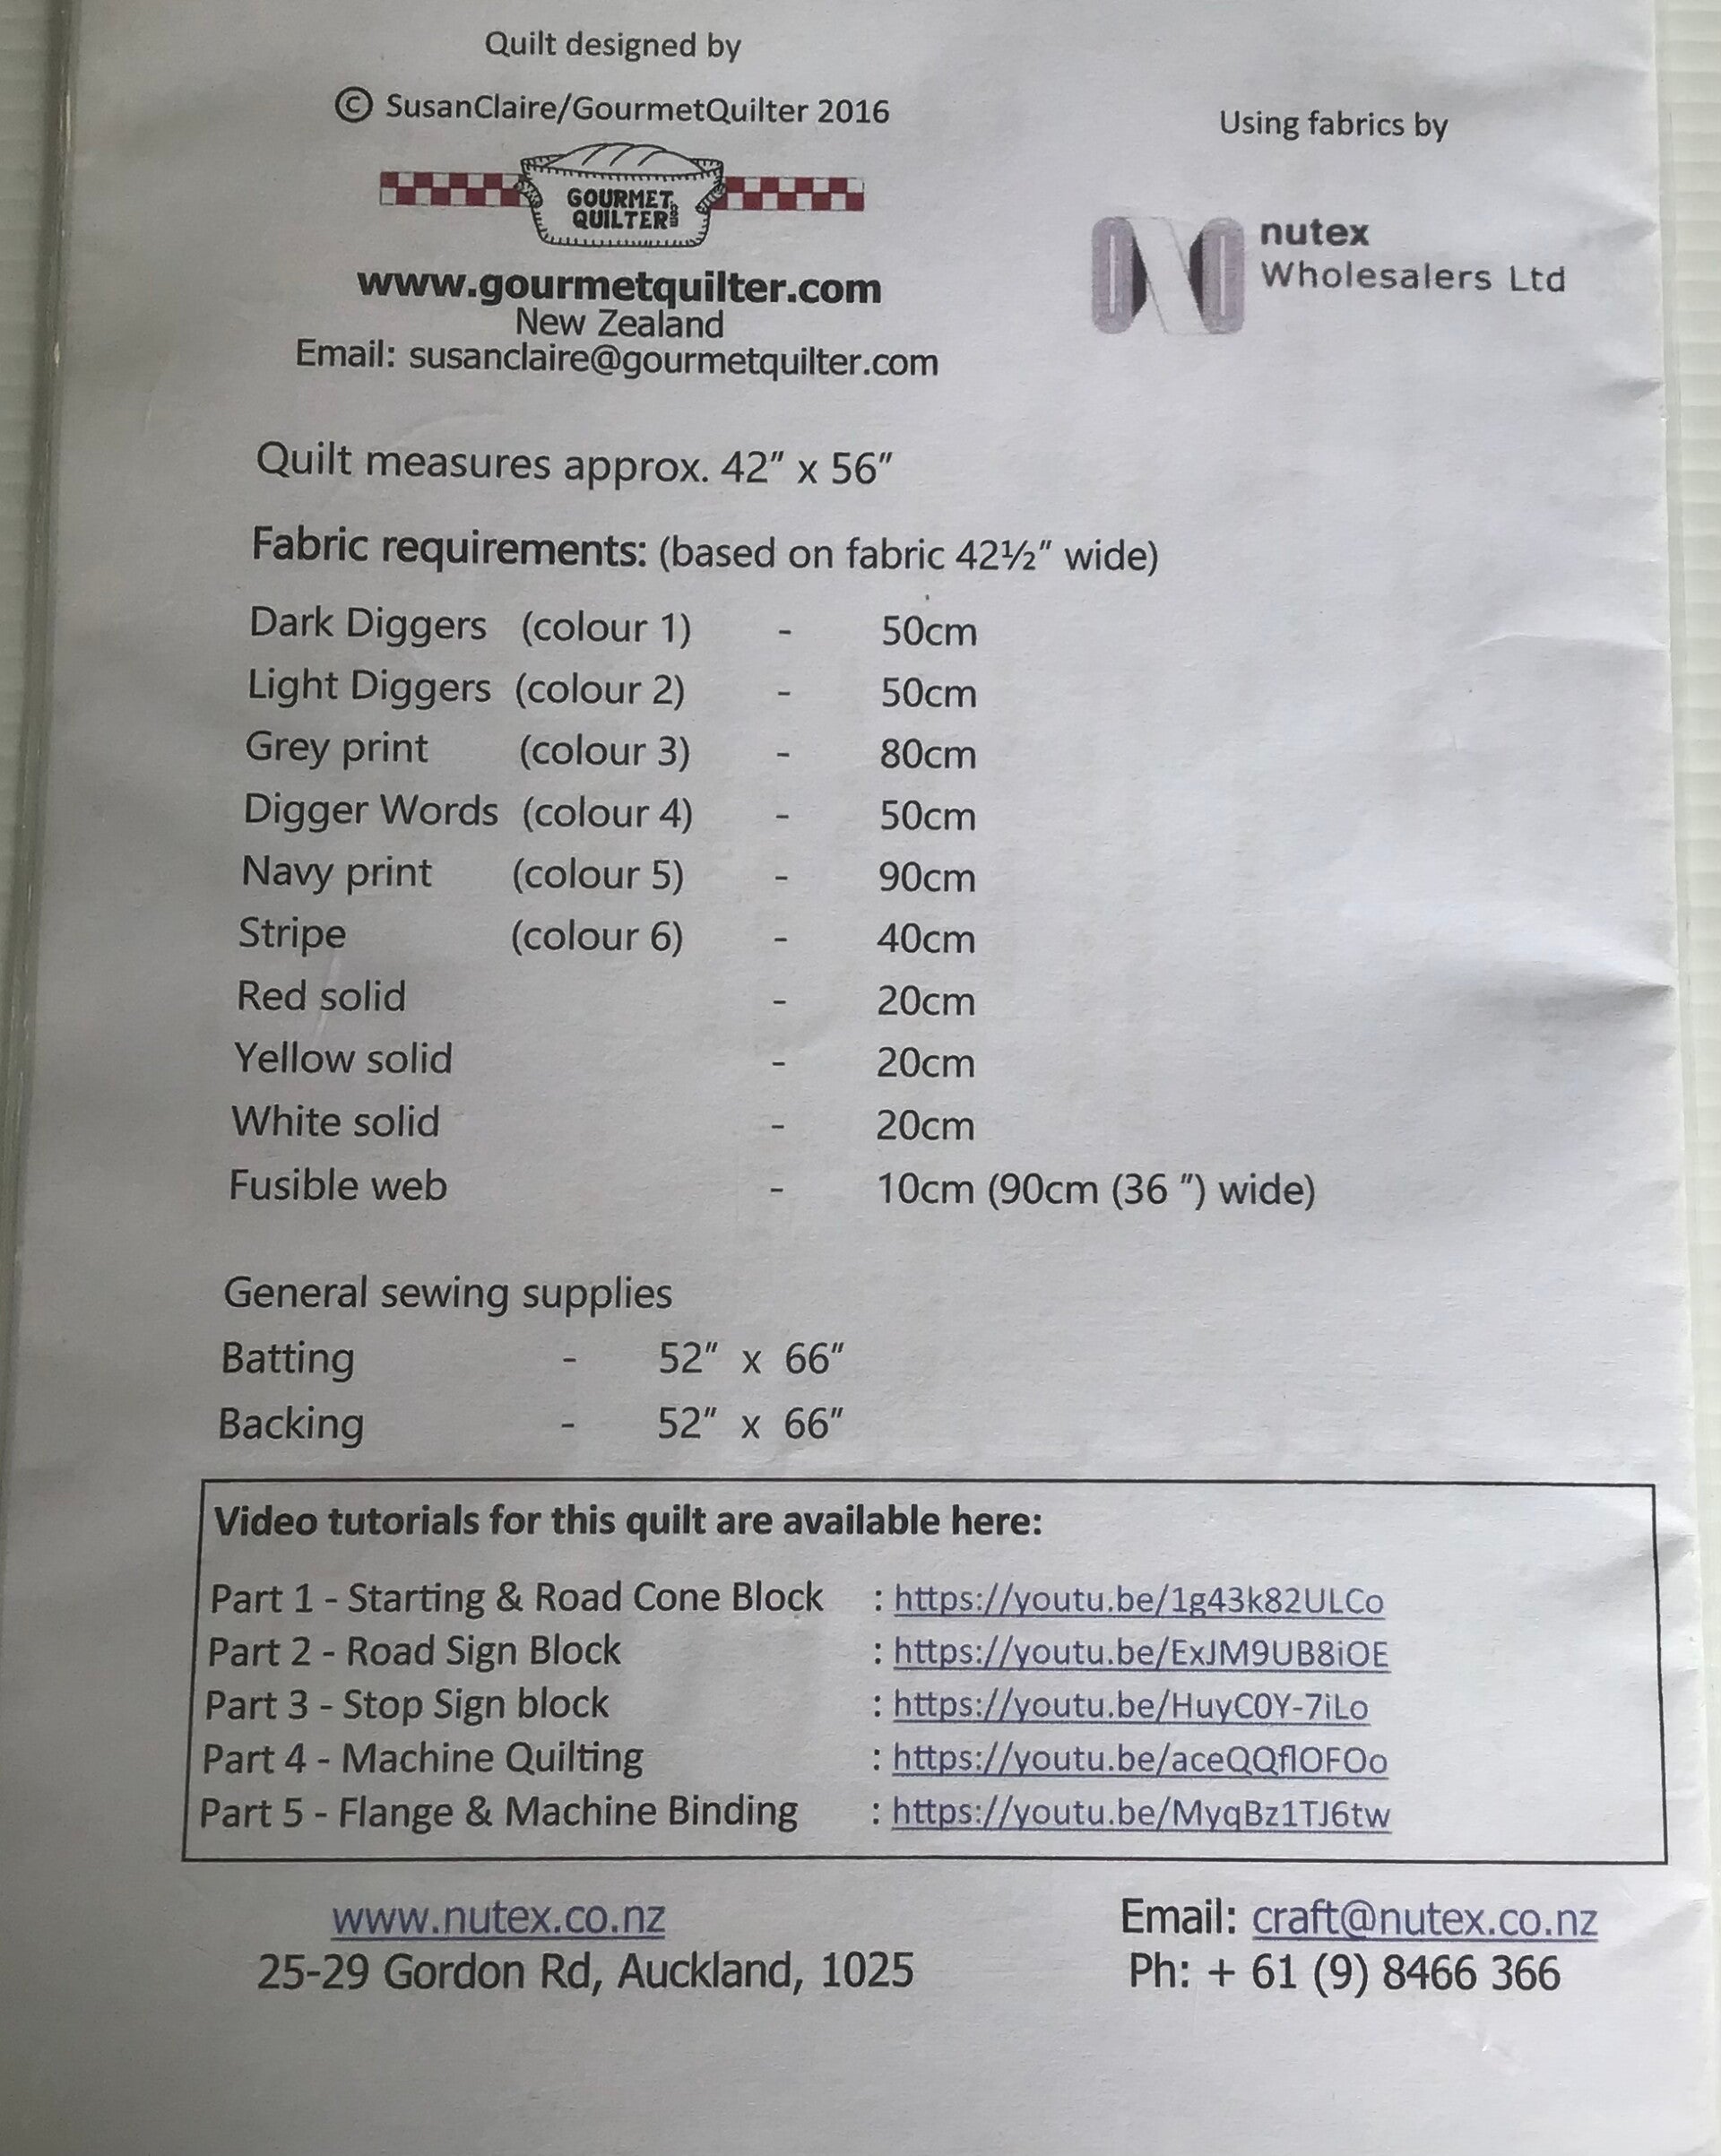 Quilt designed by
© SusanClaire/GourmetQuilter 2016
GOURMET
QUILTER
www.gourmetquilter.com
New Zealand
Email: susanclaire@gourmetquilter.com
Using fabrics by
nutex
Wholesalers Ltd
Quilt measures approx. 42" x 56"
Fabric requirements: (based on fabric 42½" wide)
Dark Diggers (colour 1) - 50cm
Light Diggers (colour 2) - 50cm
Grey print (colour 3) - 80cm
Digger Words (colour 4) - 50cm
Navy print (colour 5) - 90cm
Stripe (colour 6) - 40cm
Red solid - 20cm
Yellow solid - 20cm
White solid - 20cm
Fusible web - 10cm (90cm (36 ") wide)
General sewing supplies
Batting - 52" x 66"
Backing - 52" x 66"
Video tutorials for this quilt are available here:
Part 1 - Starting & Road Cone Block : https://youtu.be/1g43k82ULCo
Part 2 - Road Sign Block : https://youtu.be/ExJM9UB8iOE
Part 3 - Stop Sign block : https://youtu.be/HuyC0Y-7iLo
Part 4 - Machine Quilting : https://youtu.be/aceQQflOFOo
Part 5 - Flange & Machine Binding : https://youtu.be/MyqBz1TJ6tw
www.nutex.co.nz Email: craft@nutex.co.nz
25-29 Gordon Rd, Auckland, 1025 Ph: + 61 (9) 8466 366